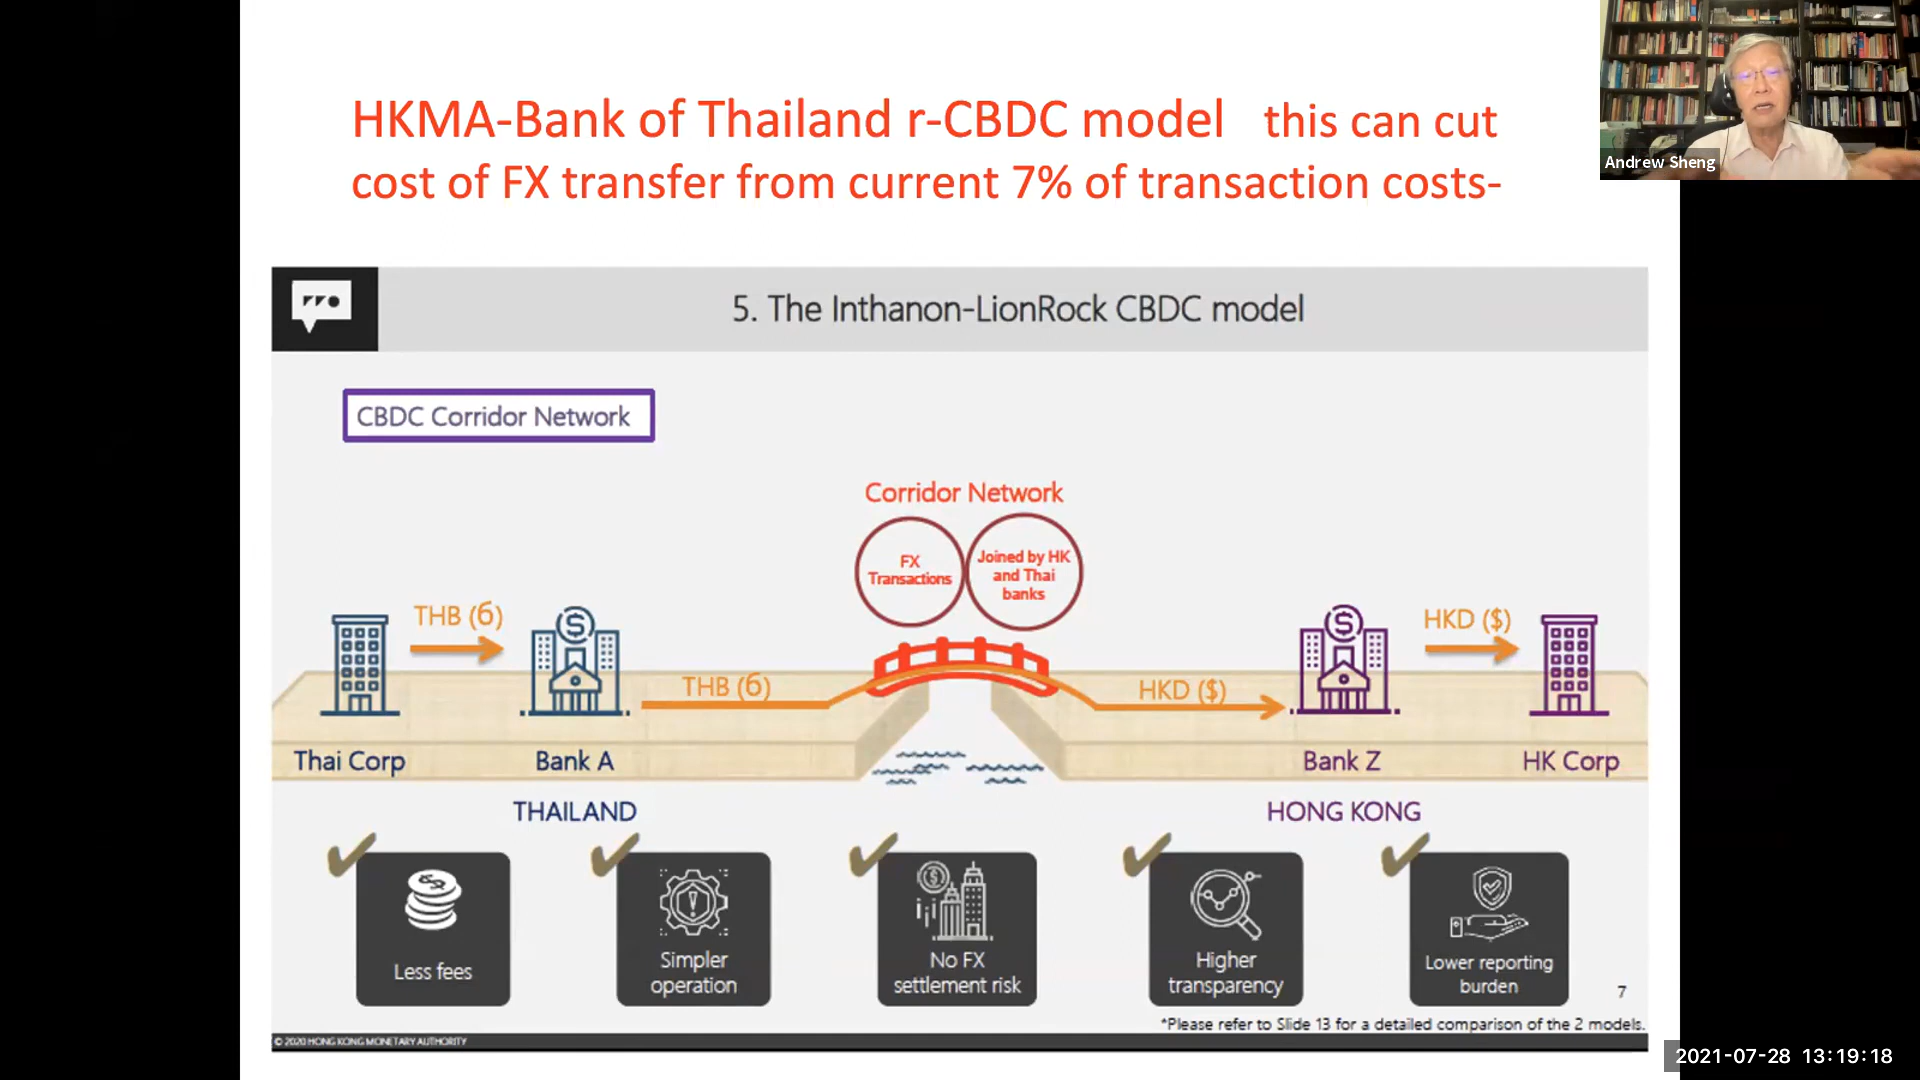 HKMA-Bank of Thailand r-CBDC model this can cut
cost of FX transfer from current 7% of transaction costs-
Andrew Sheng
5. The Inthanon-LionRock CBDC model
CBDC Corridor Network
Corridor Network
FX
Transactions
Joined by HK
and Thai
banks
THB (б)
HKD ($)
THB (б)
HKD ($)
Thai Corp
Bank A
Bank Z
HK Corp
THAILAND
HONG KONG
Less fees
Simpler
operation
No FX
settlement risk
Higher
transparency
Lower reporting
burden
7
*Please refer to Slide 13 for a detailed comparison of the 2 models.
© 2020 HONG KONG MONETARY AUTHORITY
2021-07-28 13:19:18